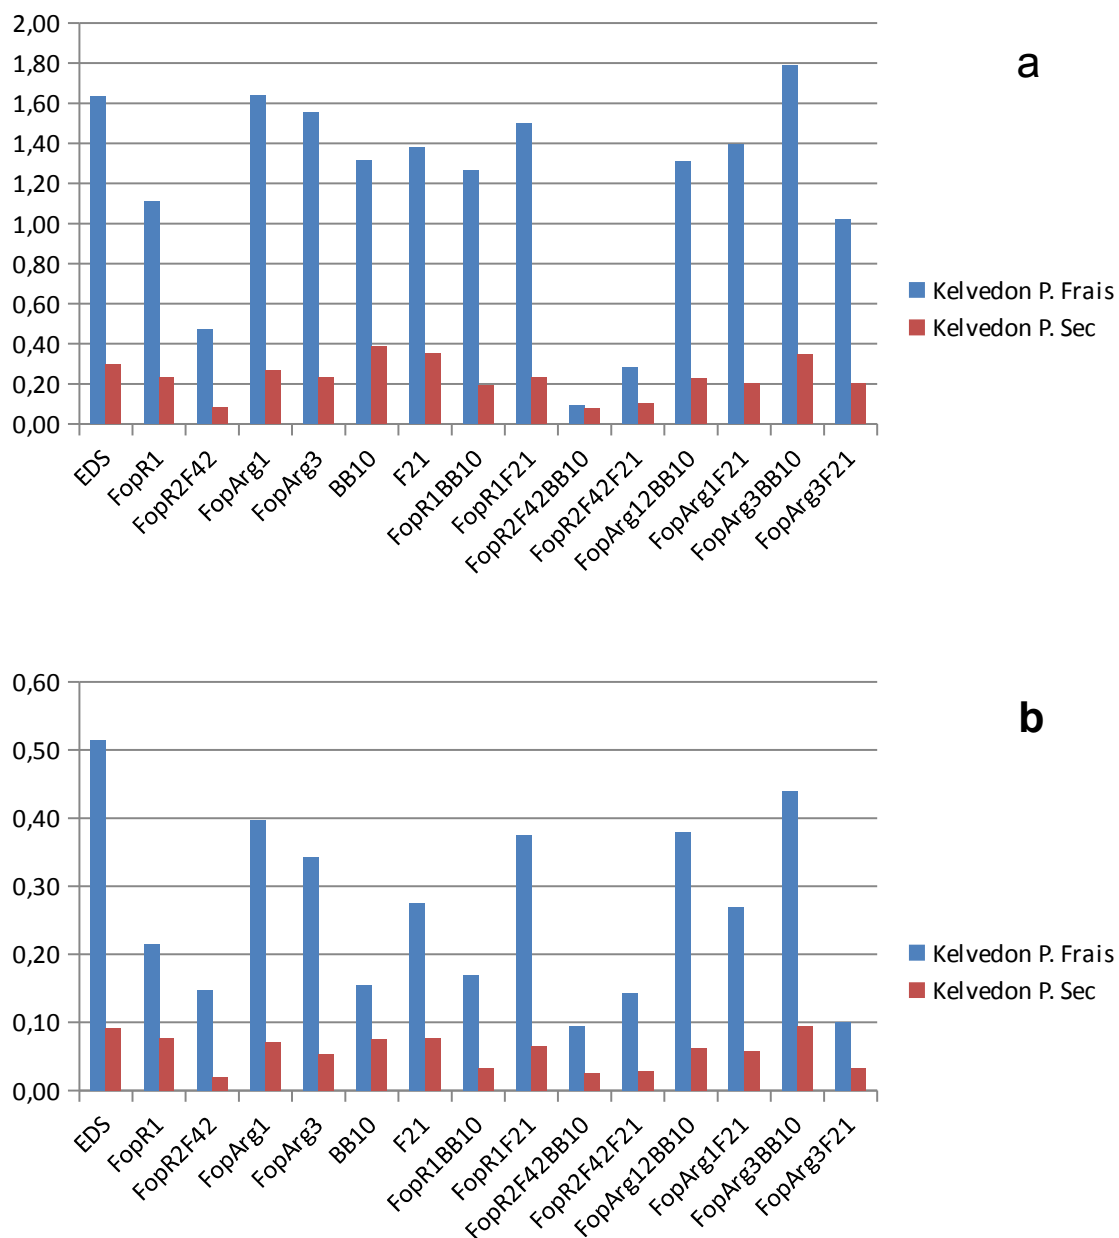 2,00
1,80
1,60
1,40
1,20
1,00
0,80
0,60
0,40
0,20
0,00
a
Kelvedon P. Frais
Kelvedon P. Sec
EDS
FopR1
FopR2F42
FopArg1
FopArg3
BB10
F21
FopR1BB10
FopR1F21
FopR2F42BB10
FopR2F42F21
FopArg12BB10
FopArg1F21
FopArg3BB10
FopArg3F21
0,60
0,50
0,40
0,30
0,20
0,10
0,00
b
Kelvedon P. Frais
Kelvedon P. Sec
EDS
FopR1
FopR2F42
FopArg1
FopArg3
BB10
F21
FopR1BB10
FopR1F21
FopR2F42BB10
FopR2F42F21
FopArg12BB10
FopArg1F21
FopArg3BB10
FopArg3F21